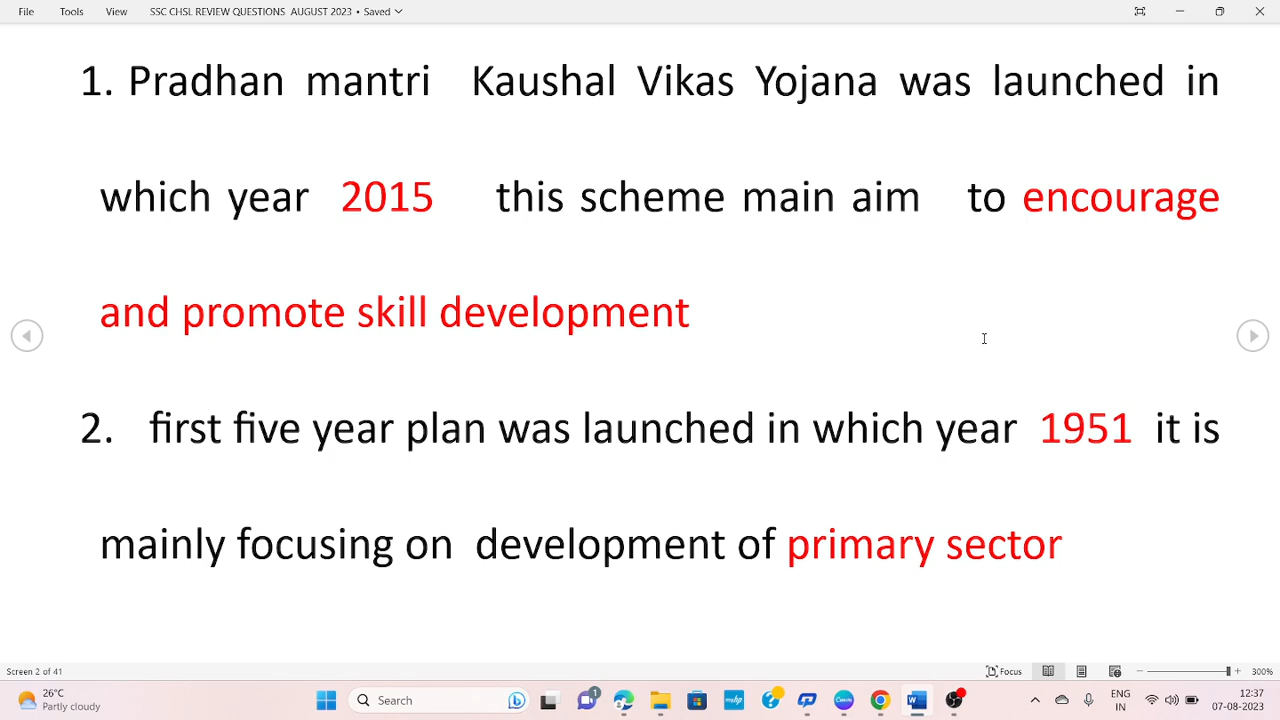 File Tools View SSC CHSL REVIEW QUESTIONS AUGUST 2023 • Saved
1. Pradhan mantri Kaushal Vikas Yojana was launched in
which year 2015 this scheme main aim to encourage
and promote skill development
2. first five year plan was launched in which year 1951 it is
mainly focusing on development of primary sector
Screen 2 of 41 Focus 300%
26°C
Partly cloudy
Search
1
ENG
IN
12:37
07-08-2023